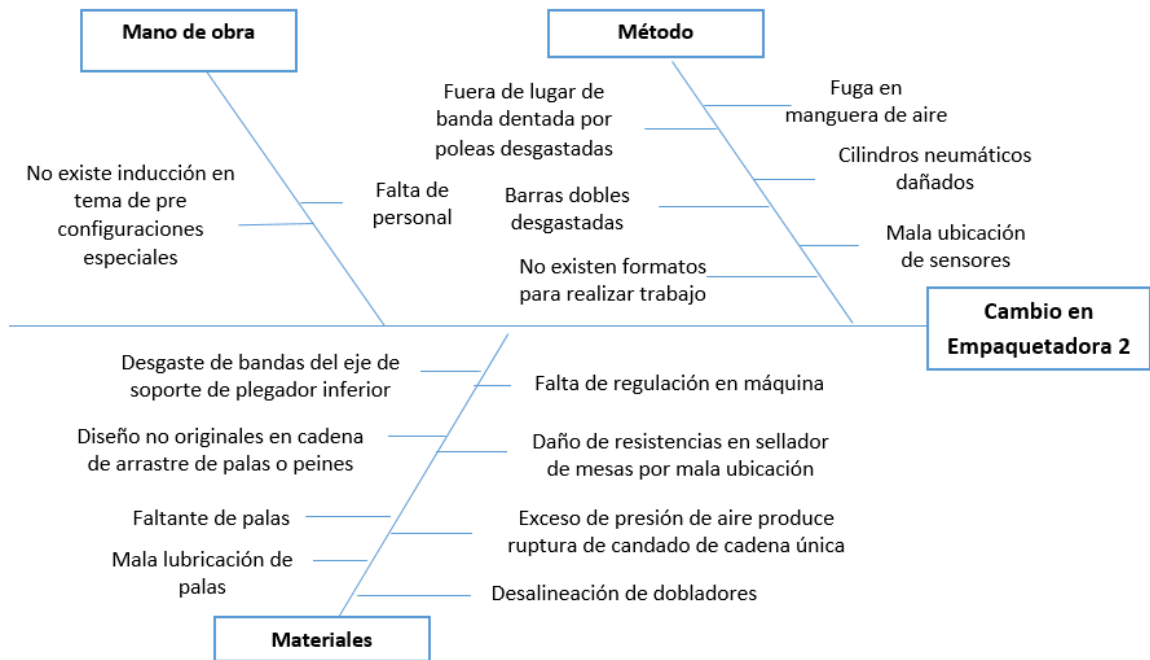 Mano de obra
Método
Fuera de lugar de
banda dentada por
poleas desgastadas
Fuga en
manguera de aire
Cilindros neumáticos
dañados
No existe inducción en
tema de pre
configuraciones
especiales
Falta de
personal
Barras dobles
desgastadas
Mala ubicación
de sensores
No existen formatos
para realizar trabajo
Cambio en
Empaquetadora 2
Desgaste de bandas del eje de
soporte de plegador inferior
Falta de regulación en máquina
Diseño no originales en cadena
de arrastre de palas o peines
Daño de resistencias en sellador
de mesas por mala ubicación
Faltante de palas
Exceso de presión de aire produce
ruptura de candado de cadena única
Mala lubricación de
palas
Desalineación de dobladores
Materiales